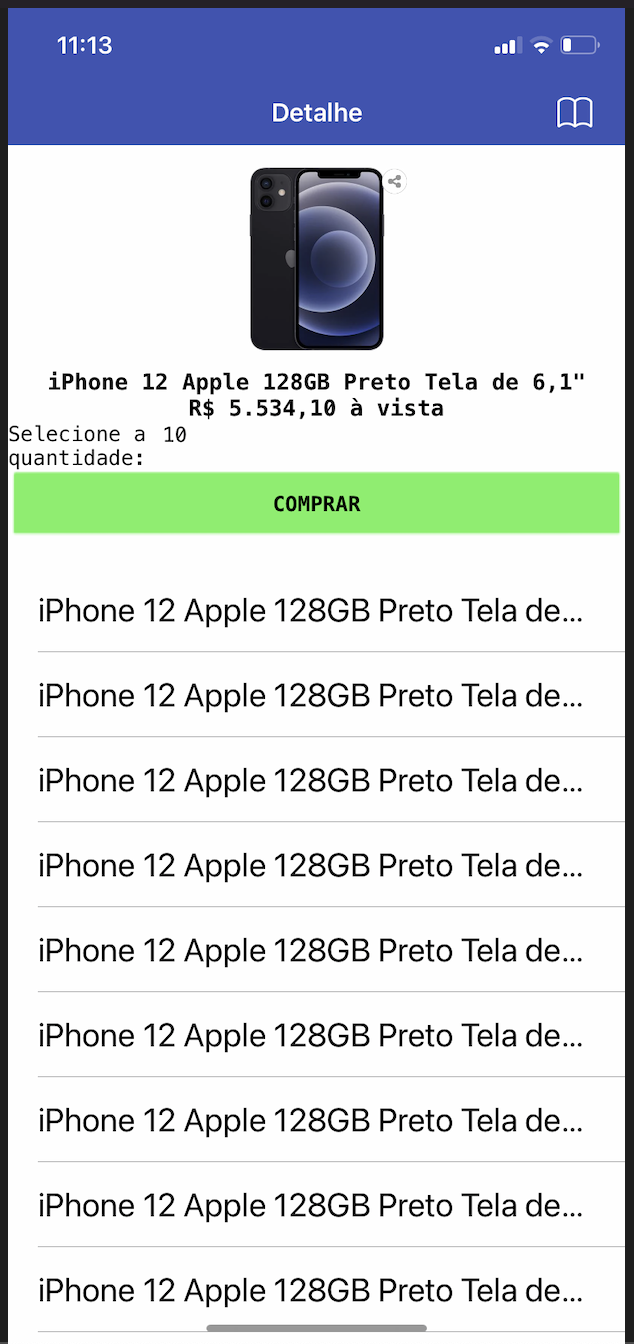 11:13
Detalhe
iPhone 12 Apple 128GB Preto Tela de 6,1"
R$ 5.534,10 à vista
Selecione a 10
quantidade:
COMPRAR
iPhone 12 Apple 128GB Preto Tela de...
iPhone 12 Apple 128GB Preto Tela de...
iPhone 12 Apple 128GB Preto Tela de...
iPhone 12 Apple 128GB Preto Tela de...
iPhone 12 Apple 128GB Preto Tela de...
iPhone 12 Apple 128GB Preto Tela de...
iPhone 12 Apple 128GB Preto Tela de...
iPhone 12 Apple 128GB Preto Tela de...
iPhone 12 Apple 128GB Preto Tela de...